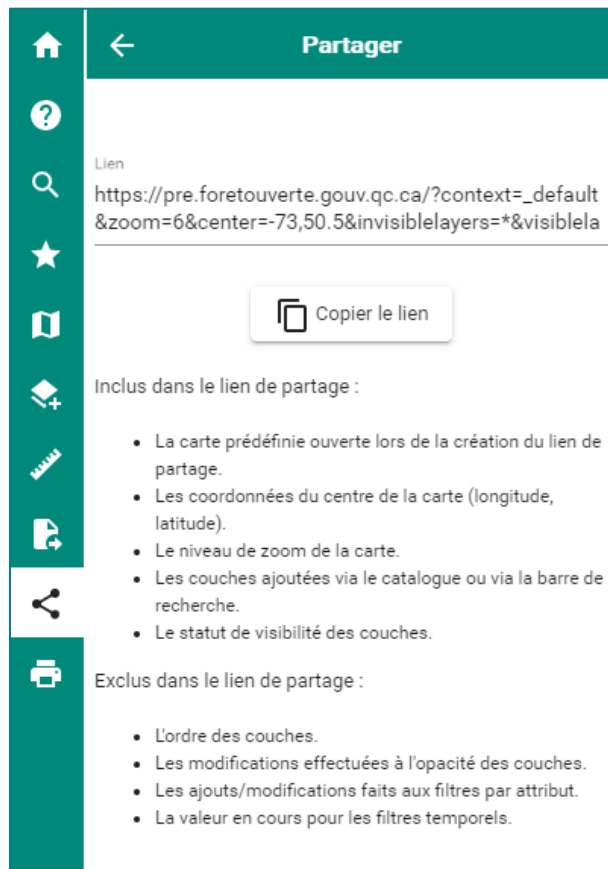 Partager
Lien
https://pre.foretouverte.gouv.qc.ca/?context=_default
&zoom=6&center=-73,50.5&invisiblelayers=*&visiblela
Copier le lien
Inclus dans le lien de partage :
• La carte prédéfinie ouverte lors de la création du lien de
partage.
• Les coordonnées du centre de la carte (longitude,
latitude).
• Le niveau de zoom de la carte.
• Les couches ajoutées via le catalogue ou via la barre de
recherche.
• Le statut de visibilité des couches.
Exclus dans le lien de partage :
• L'ordre des couches.
• Les modifications effectuées à l'opacité des couches.
• Les ajouts/modifications faits aux filtres par attribut.
• La valeur en cours pour les filtres temporels.